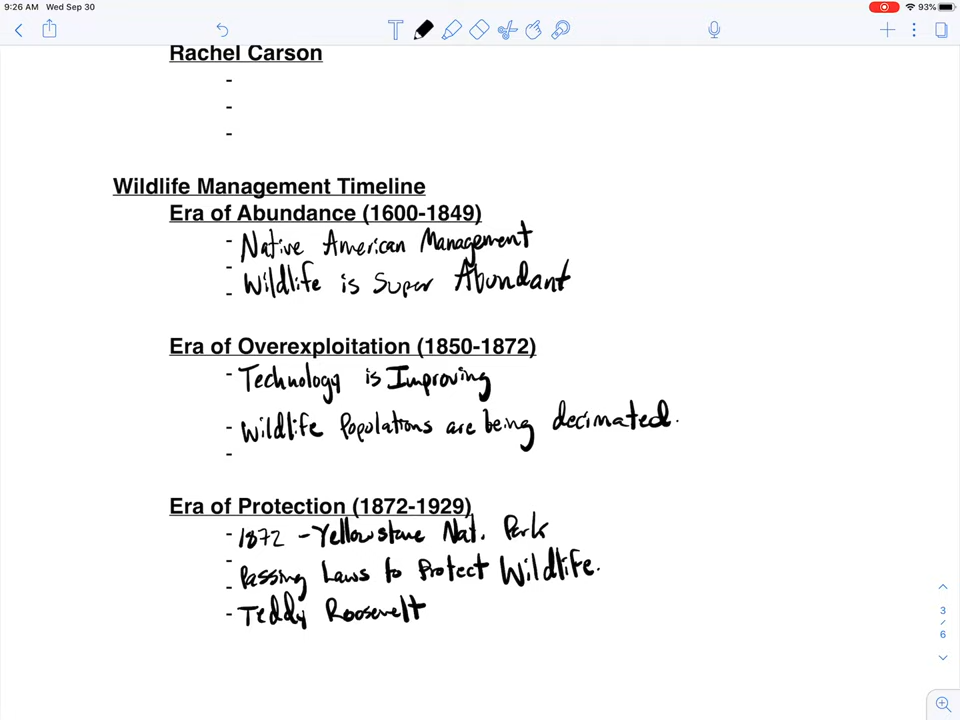 9:26 AM Wed Sep 30
93%
T
Rachel Carson
-
-
-
Wildlife Management Timeline
Era of Abundance (1600-1849)
- Native American Management
-
- Wildlife is Super Abundant
Era of Overexploitation (1850-1872)
- Technology is Improving
- Wildlife Populations are being decimated.
-
Era of Protection (1872-1929)
- 1872 - Yellowstone Nat. Park
-
- Passing Laws to Protect Wildlife.
- Teddy Roosevelt
3
/
6